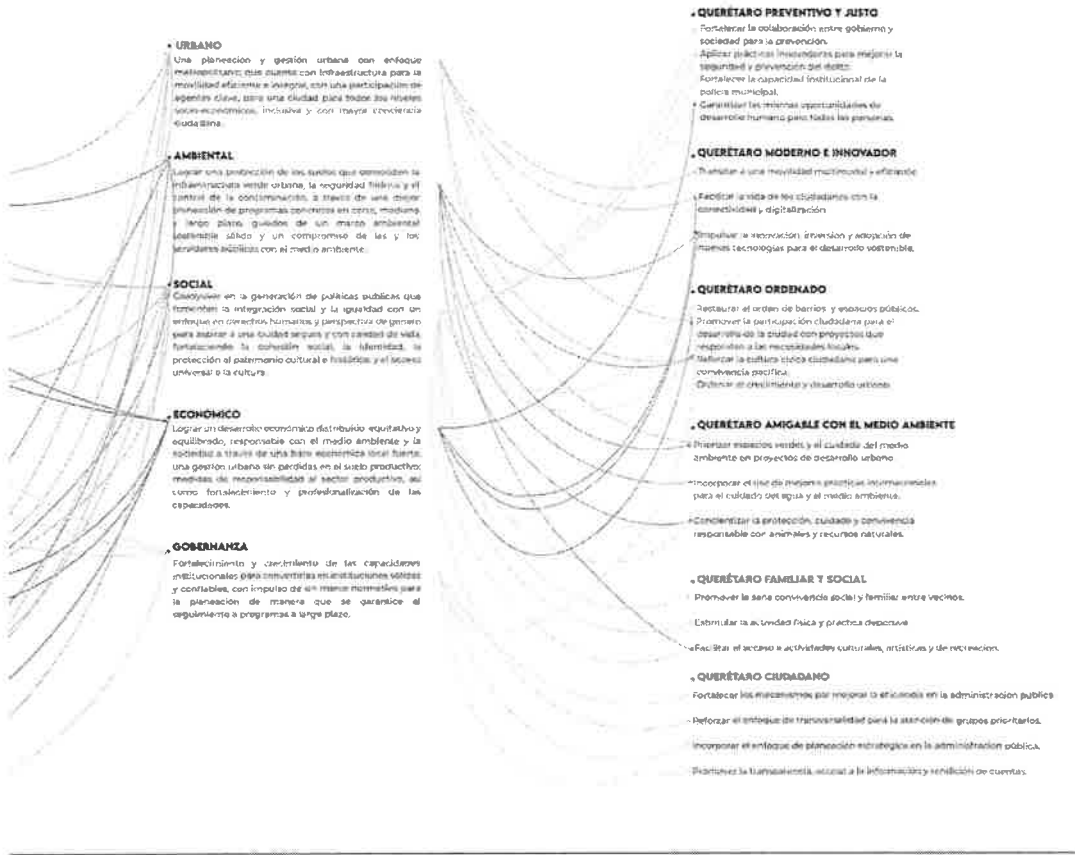 URBANO
Una planeación y gestión urbana con enfoque
metropolitano; que cuente con infraestructura para la
movilidad eficiente e integral, con una participación de
agentes clave, para una ciudad para todos los niveles
socio-económicos, inclusiva y con mayor conciencia
ciudadana.
AMBIENTAL
Lograr una protección de los suelos que consoliden la
infraestructura verde urbana, la seguridad hídrica y el
control de la contaminación, a través de una mejor
planeación de programas concretos en corto, mediano
y largo plazo, guiados de un marco ambiental
sostenible sólido y un compromiso de las y los
servidores públicos con el medio ambiente.
SOCIAL
Coadyuvar en la generación de políticas públicas que
fomenten la integración social y la igualdad con un
enfoque en derechos humanos y perspectiva de género
para aspirar a una ciudad segura y con calidad de vida,
fortaleciendo la cohesión social, la identidad, la
protección al patrimonio cultural e histórico; y el acceso
universal a la cultura.
ECONÓMICO
Lograr un desarrollo económico distribuido equitativo y
equilibrado, responsable con el medio ambiente y la
sociedad a través de una base económica local fuerte,
una gestión urbana sin perdidas en el suelo productivo;
medidas de responsabilidad al sector productivo, así
como fortalecimiento y profesionalización de las
capacidades.
GOBERNANZA
Fortalecimiento y crecimiento de las capacidades
institucionales para convertirlas en instituciones sólidas
y confiables, con impulso de un marco normativo para
la planeación de manera que se garantice el
seguimiento a programas a largo plazo.
QUERÉTARO PREVENTIVO Y JUSTO
Fortalecer la colaboración entre gobierno y
sociedad para la prevención.
Aplicar prácticas innovadoras para mejorar la
seguridad y prevención del delito.
Fortalecer la capacidad institucional de la
policía municipal.
Garantizar las mismas oportunidades de
desarrollo humano para todas las personas.
QUERÉTARO MODERNO E INNOVADOR
Transitar a una movilidad multimodal y eficiente
Facilitar la vida de los ciudadanos con la
conectividad y digitalización
Impulsar la innovación, inversión y adopción de
nuevas tecnologías para el desarrollo sostenible.
QUERÉTARO ORDENADO
Restaurar el orden de barrios y espacios públicos.
Promover la participación ciudadana para el
desarrollo de la ciudad con proyectos que
respondan a las necesidades locales.
Reforzar la cultura cívica ciudadana para una
convivencia pacífica.
Ordenar el crecimiento y desarrollo urbano
QUERÉTARO AMIGABLE CON EL MEDIO AMBIENTE
Priorizar espacios verdes y el cuidado del medio
ambiente en proyectos de desarrollo urbano
Incorporar el uso de mejores prácticas internacionales
para el cuidado del agua y el medio ambiente.
Concientizar la protección, cuidado y convivencia
responsable con animales y recursos naturales.
QUERÉTARO FAMILIAR Y SOCIAL
Promover la sana convivencia social y familiar entre vecinos.
Estimular la actividad física y práctica deportiva
Facilitar el acceso a actividades culturales, artísticas y de recreación.
QUERÉTARO CIUDADANO
Fortalecer los mecanismos por mejorar la eficiencia en la administración pública
Reforzar el enfoque de transversalidad para la atención de grupos prioritarios.
Incorporar el enfoque de planeación estratégica en la administración pública.
Promover la transparencia, acceso a la información y rendición de cuentas.